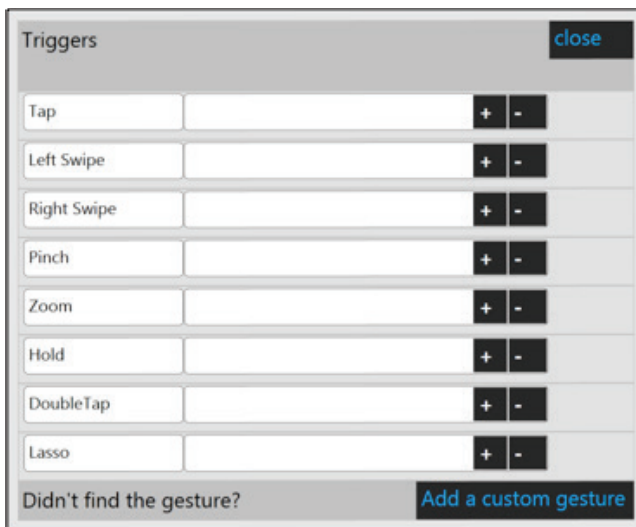 Triggers close
Tap + -
Left Swipe + -
Right Swipe + -
Pinch + -
Zoom + -
Hold + -
DoubleTap + -
Lasso + -
Didn't find the gesture? Add a custom gesture